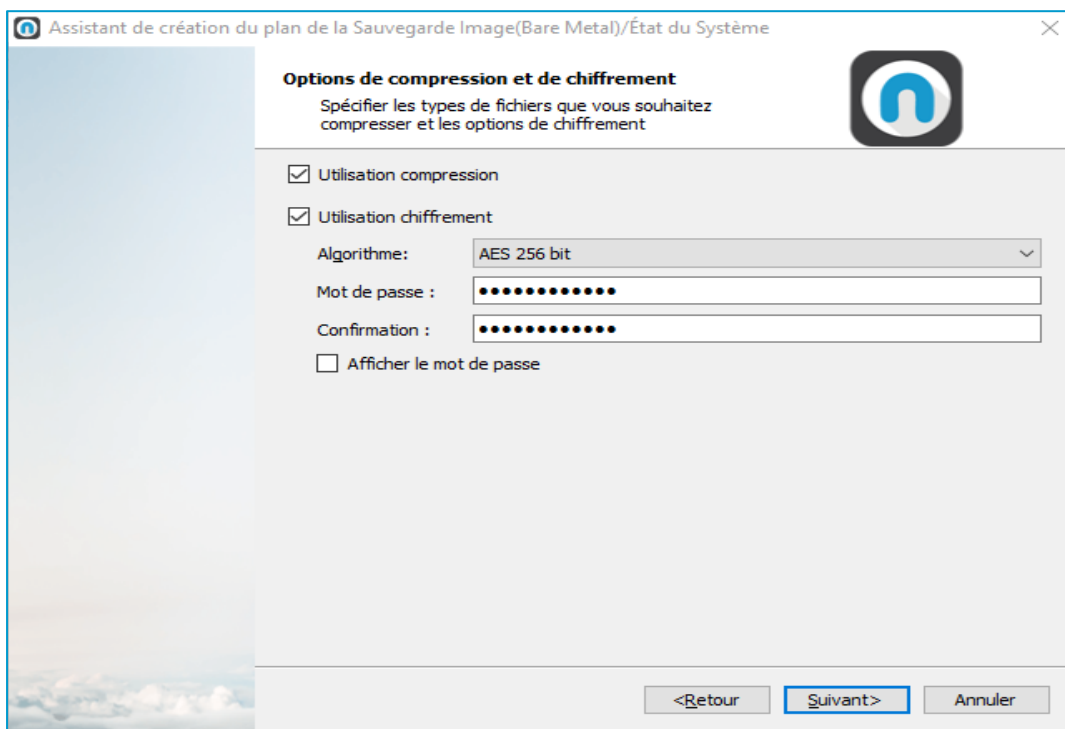 Assistant de création du plan de la Sauvegarde Image(Bare Metal)/État du Système
Options de compression et de chiffrement
Spécifier les types de fichiers que vous souhaitez
compresser et les options de chiffrement
Utilisation compression
Utilisation chiffrement
Algorithme: AES 256 bit
Mot de passe : ●●●●●●●●●●●●
Confirmation : ●●●●●●●●●●●●
Afficher le mot de passe
<Retour Suivant> Annuler